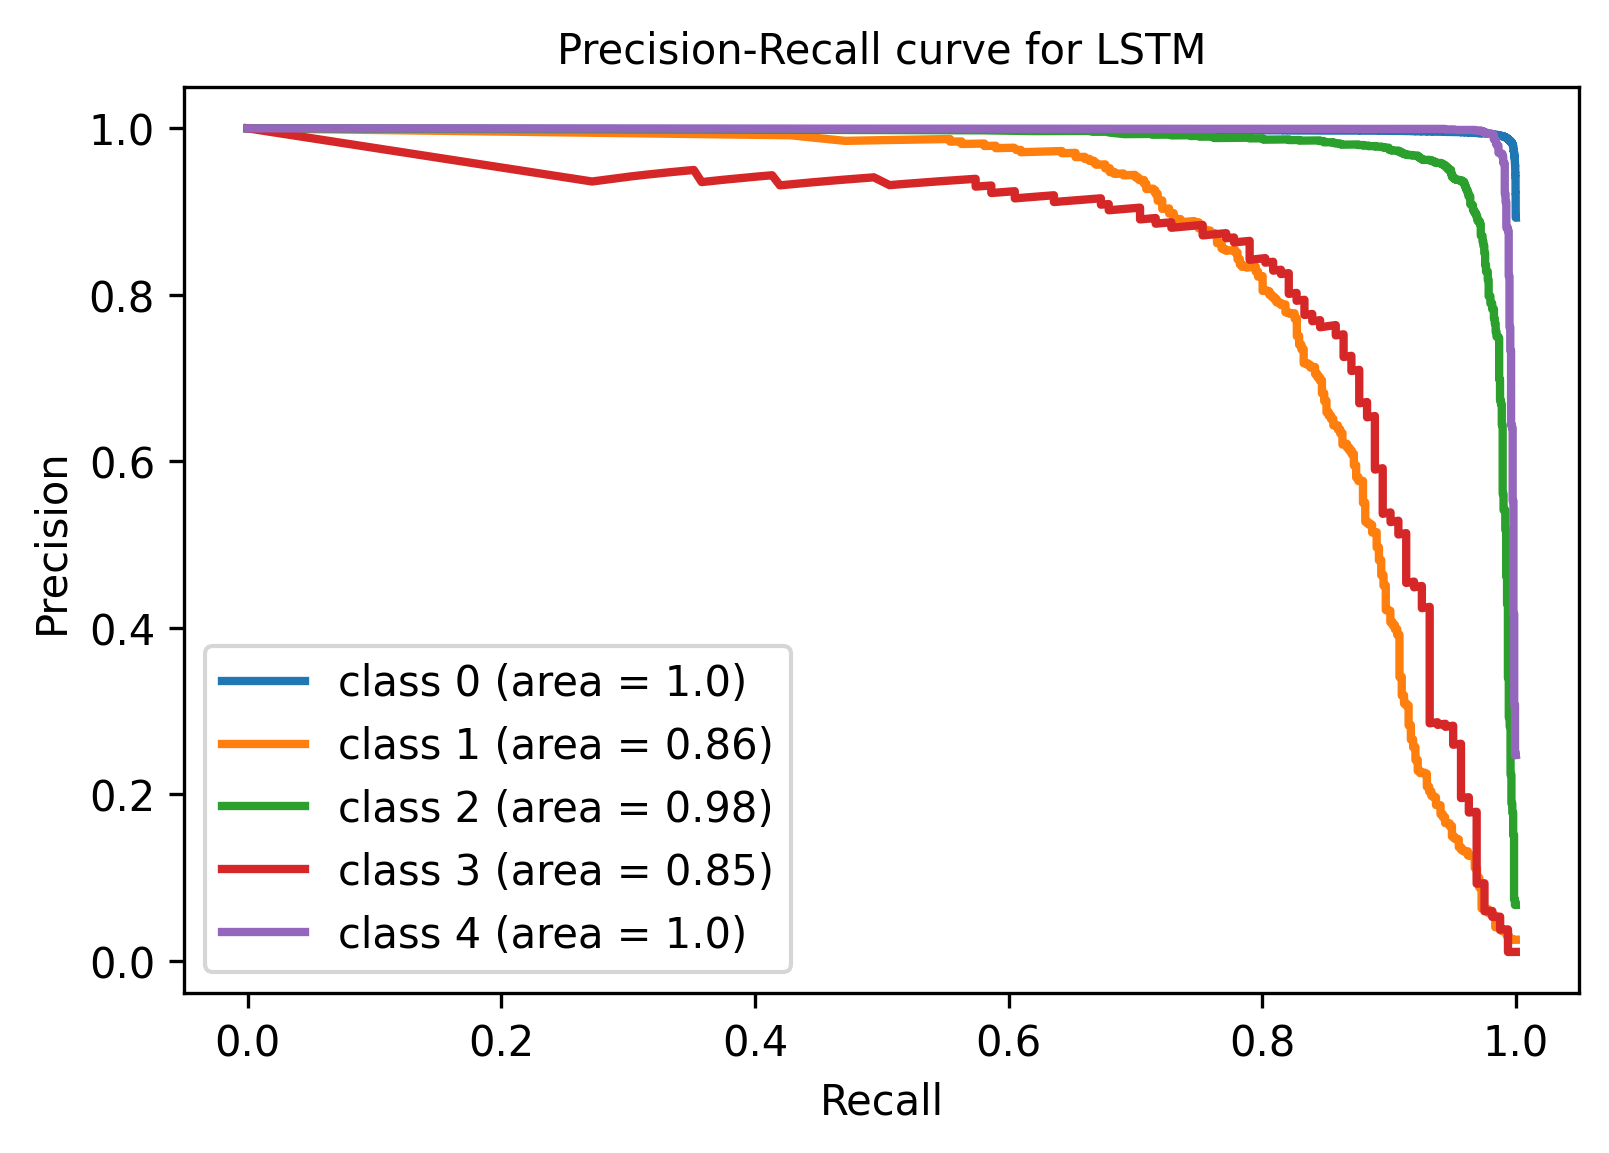 Precision-Recall curve for LSTM
1.0
0.8
0.6
0.4
0.2
0.0
Precision
class 0 (area = 1.0)
class 1 (area = 0.86)
class 2 (area = 0.98)
class 3 (area = 0.85)
class 4 (area = 1.0)
0.0 0.2 0.4 0.6 0.8 1.0
Recall